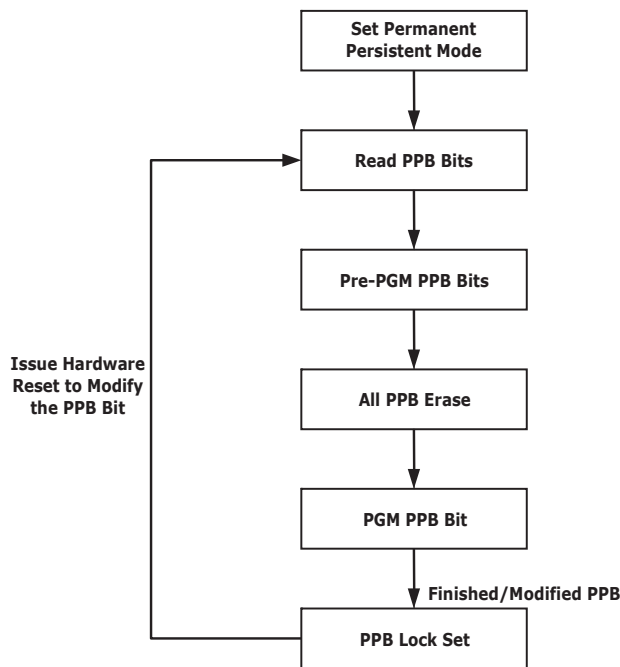 Set Permanent
Persistent Mode
Read PPB Bits
Pre-PGM PPB Bits
Issue Hardware
Reset to Modify
the PPB Bit
All PPB Erase
PGM PPB Bit
Finished/Modified PPB
PPB Lock Set